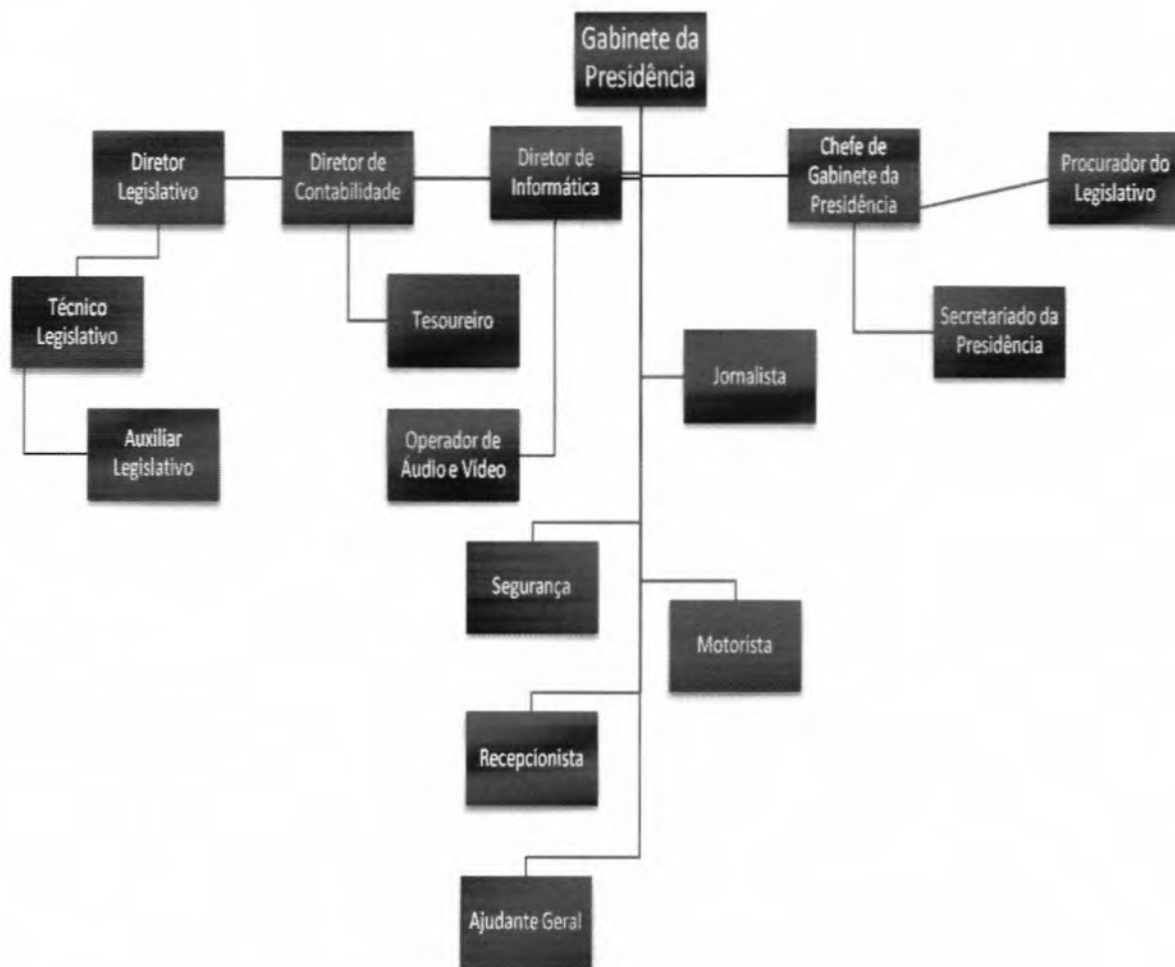 Gabinete da
Presidência
Diretor
Legislativo
Diretor de
Contabilidade
Diretor de
Informática
Chefe de
Gabinete da
Presidência
Procurador do
Legislativo
Técnico
Legislativo
Tesoureiro
Secretariado da
Presidência
Jornalista
Auxiliar
Legislativo
Operador de
Áudio e Vídeo
Segurança
Motorista
Recepcionista
Ajudante Geral